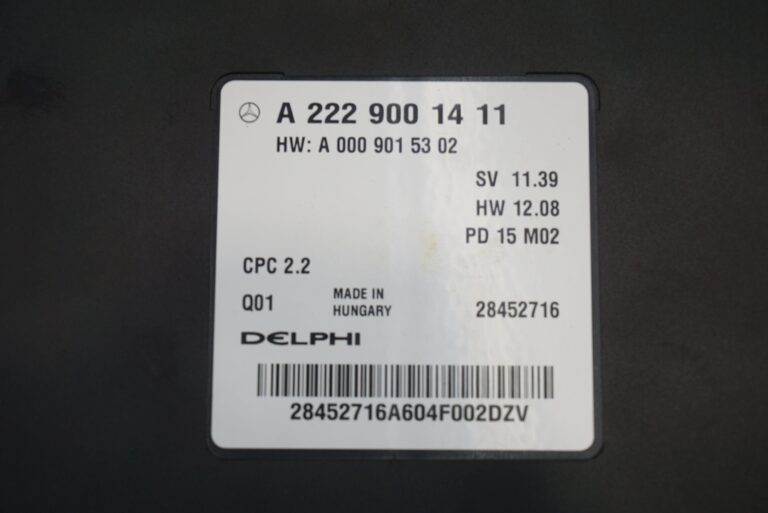 A 222 900 14 11
HW: A 000 901 53 02
SV 11.39
HW 12.08
PD 15 M02
CPC 2.2
Q01
MADE IN
HUNGARY
28452716
DELPHI
28452716A604F002DZV